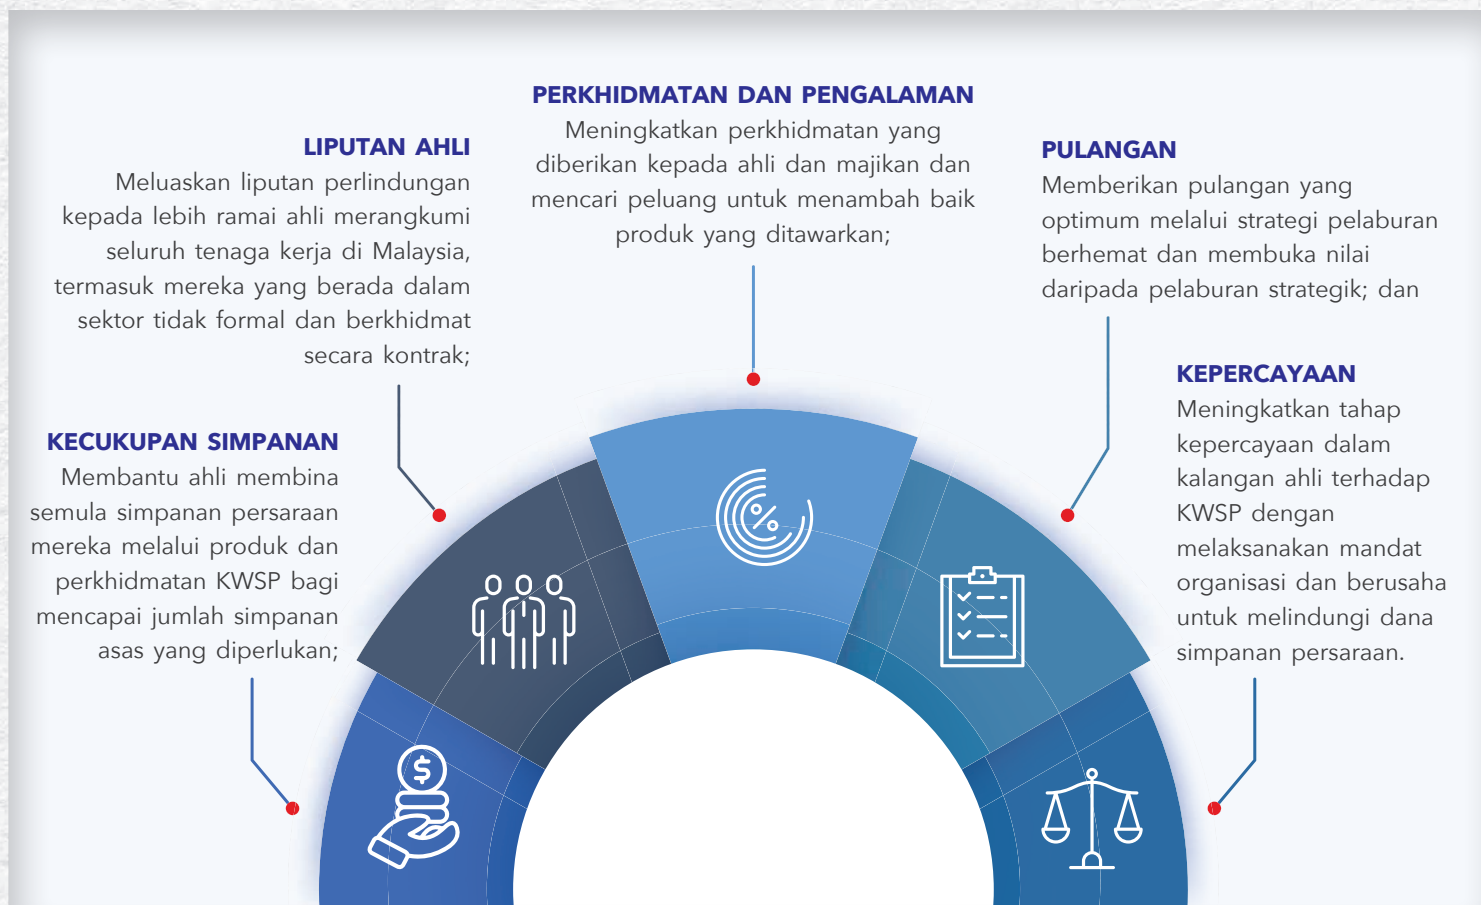 KECUKUPAN SIMPANAN
Membantu ahli membina
semula simpanan persaraan
mereka melalui produk dan
perkhidmatan KWSP bagi
mencapai jumlah simpanan
asas yang diperlukan;
LIPUTAN AHLI
Meluaskan liputan perlindungan
kepada lebih ramai ahli merangkumi
seluruh tenaga kerja di Malaysia,
termasuk mereka yang berada dalam
sektor tidak formal dan berkhidmat
secara kontrak;
PERKHIDMATAN DAN PENGALAMAN
Meningkatkan perkhidmatan yang
diberikan kepada ahli dan majikan dan
mencari peluang untuk menambah baik
produk yang ditawarkan;
PULANGAN
Memberikan pulangan yang
optimum melalui strategi pelaburan
berhemat dan membuka nilai
daripada pelaburan strategik; dan
KEPERCAYAAN
Meningkatkan tahap
kepercayaan dalam
kalangan ahli terhadap
KWSP dengan
melaksanakan mandat
organisasi dan berusaha
untuk melindungi dana
simpanan persaraan.
%
$